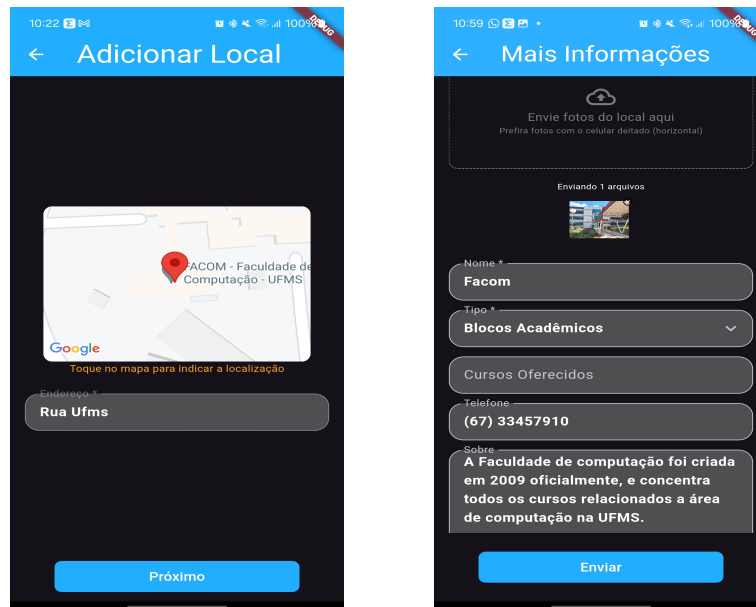 10:22
100%
DEBUG
Adicionar Local
FACOM - Faculdade de
Computação - UFMS
Google
Toque no mapa para indicar a localização
Endereço *
Rua Ufms
Próximo
10:59
100%
DEBUG
Mais Informações
Envie fotos do local aqui
Prefira fotos com o celular deitado (horizontal)
Enviando 1 arquivos
Nome *
Facom
Tipo *
Blocos Acadêmicos
Cursos Oferecidos
Telefone
(67) 33457910
Sobre
A Faculdade de computação foi criada
em 2009 oficialmente, e concentra
todos os cursos relacionados a área
de computação na UFMS.
Enviar